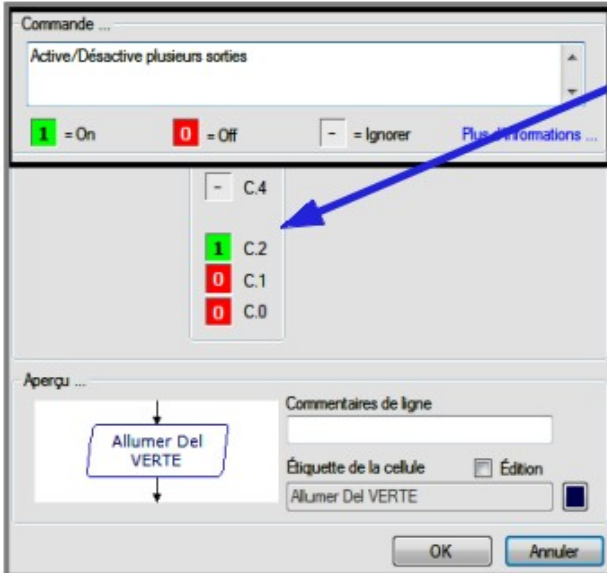 Commande ...
Active/Désactive plusieurs sorties
1 = On 0 = Off - = Ignorer Plus d'informations ...
- C.4
1 C.2
0 C.1
0 C.0
Aperçu ...
Allumer Del
VERTE
Commentaires de ligne
Étiquette de la cellule Édition
Allumer Del VERTE
OK Annuler